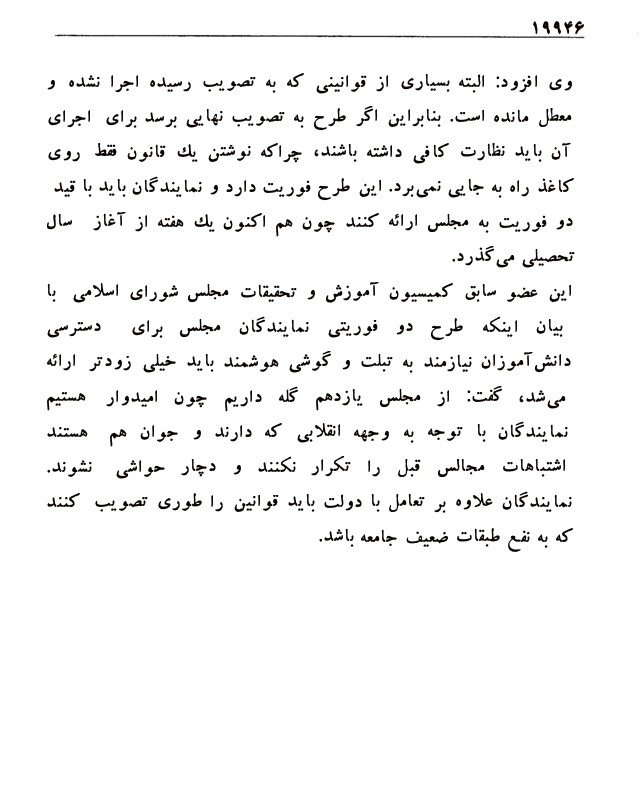 ۱۹۹۴۶
وی افزود: البته بسیاری از قوانینی که به تصویب رسیده اجرا نشده و
معطل مانده است. بنابراین اگر طرح به تصویب نهایی برسد برای اجرای
آن باید نظارت کافی داشته باشند، چراکه نوشتن یك قانون فقط روی
کاغذ راه به جایی نمی‌برد. این طرح فوریت دارد و نمایندگان باید با قید
دو فوریت به مجلس ارائه کنند چون هم اکنون یك هفته از آغاز سال
تحصیلی می‌گذرد.
این عضو سابق کمیسیون آموزش و تحقیقات مجلس شورای اسلامی با
بیان اینکه طرح دو فوریتی نمایندگان مجلس برای دسترسی
دانش‌آموزان نیازمند به تبلت و گوشی هوشمند باید خیلی زودتر ارائه
می‌شد، گفت: از مجلس یازدهم گله داریم چون امیدوار هستیم
نمایندگان با توجه به وجهه انقلابی که دارند و جوان هم هستند
اشتباهات مجالس قبل را تکرار نکنند و دچار حواشی نشوند.
نمایندگان علاوه بر تعامل با دولت باید قوانین را طوری تصویب کنند
که به نفع طبقات ضعیف جامعه باشد.